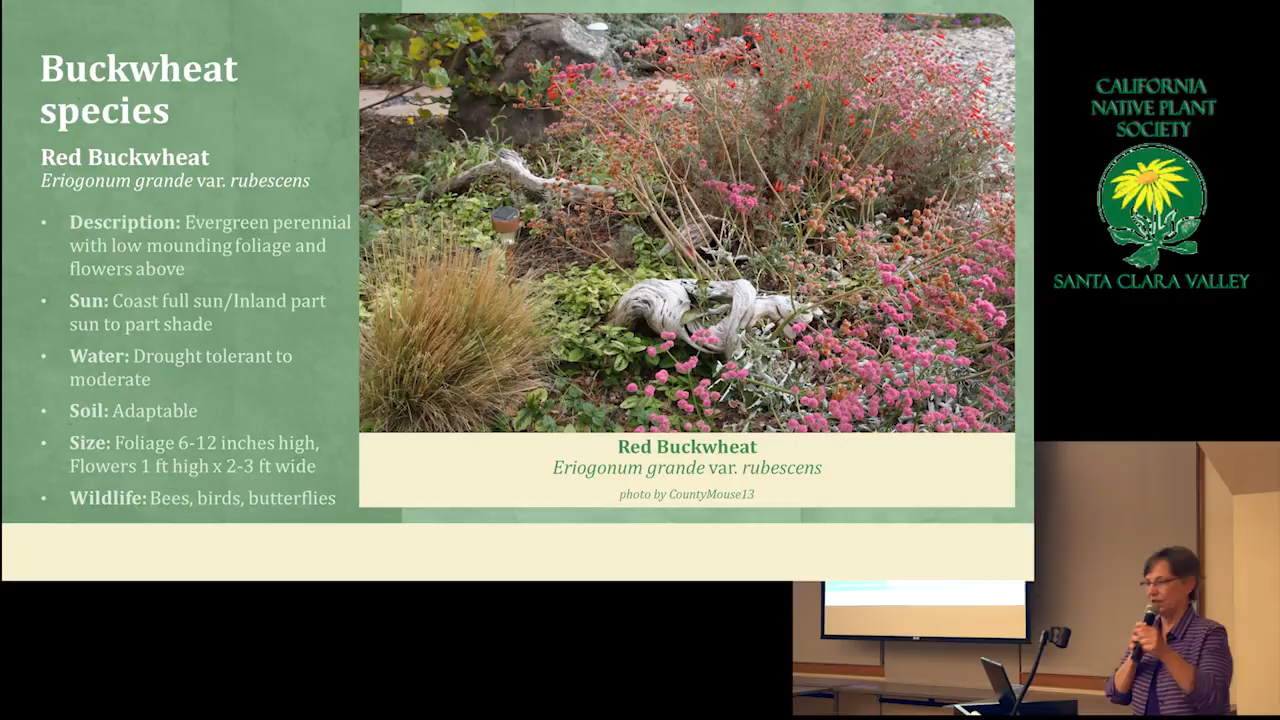 Buckwheat
species
Red Buckwheat
Eriogonum grande var. rubescens
• Description: Evergreen perennial
with low mounding foliage and
flowers above
• Sun: Coast full sun/Inland part
sun to part shade
• Water: Drought tolerant to
moderate
• Soil: Adaptable
• Size: Foliage 6-12 inches high,
Flowers 1 ft high x 2-3 ft wide
• Wildlife: Bees, birds, butterflies
Red Buckwheat
Eriogonum grande var. rubescens
photo by CountyMouse13
CALIFORNIA
NATIVE PLANT
SOCIETY
SANTA CLARA VALLEY